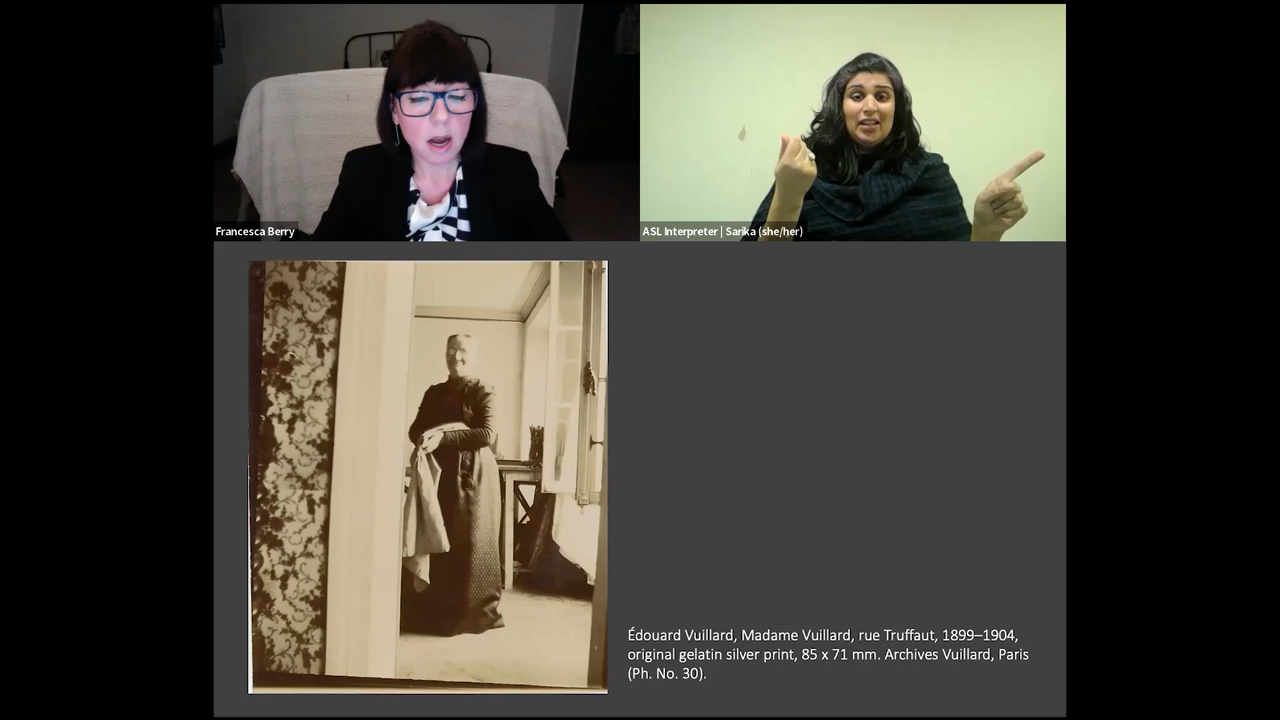 Francesca Berry
ASL Interpreter | Sarika (she/her)
Édouard Vuillard, Madame Vuillard, rue Truffaut, 1899–1904,
original gelatin silver print, 85 x 71 mm. Archives Vuillard, Paris
(Ph. No. 30).